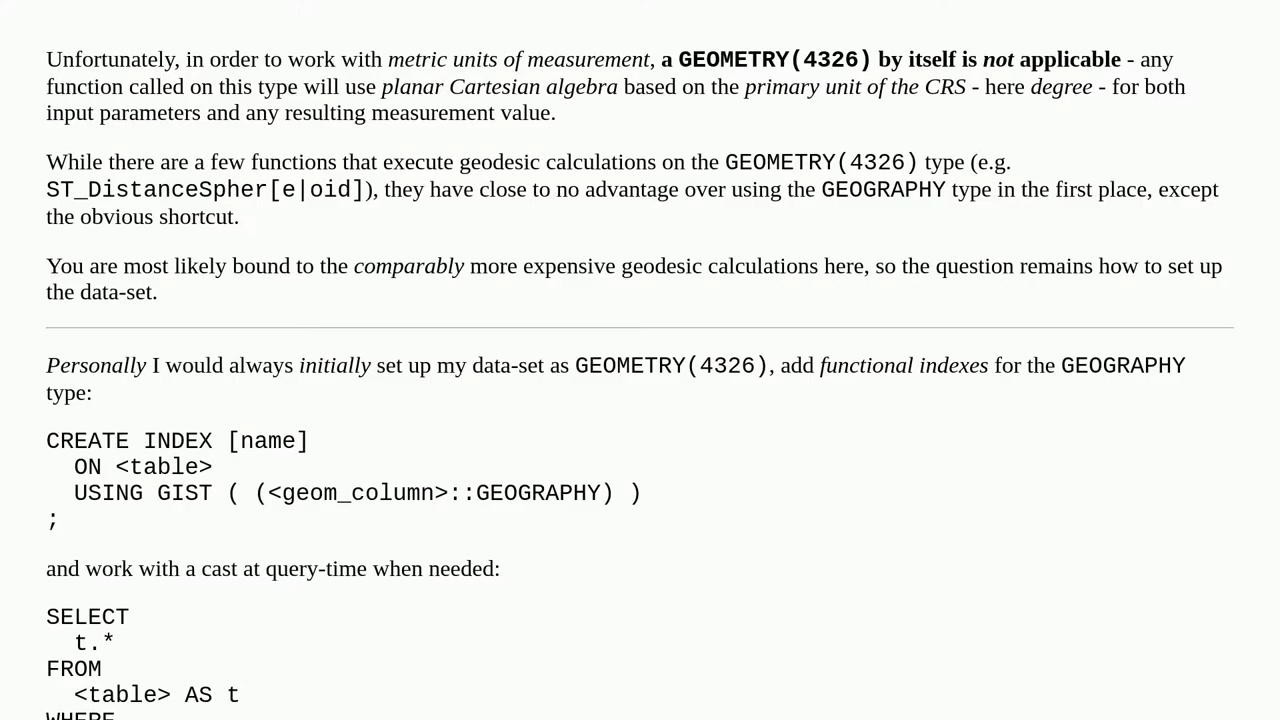 Unfortunately, in order to work with metric units of measurement, a GEOMETRY(4326) by itself is not applicable - any
function called on this type will use planar Cartesian algebra based on the primary unit of the CRS - here degree - for both
input parameters and any resulting measurement value.
While there are a few functions that execute geodesic calculations on the GEOMETRY(4326) type (e.g.
ST_DistanceSpher[e|oid]), they have close to no advantage over using the GEOGRAPHY type in the first place, except
the obvious shortcut.
You are most likely bound to the comparably more expensive geodesic calculations here, so the question remains how to set up
the data-set.
Personally I would always initially set up my data-set as GEOMETRY(4326), add functional indexes for the GEOGRAPHY
type:
CREATE INDEX [name]
  ON <table>
  USING GIST ( (<geom_column>::GEOGRAPHY) )
;
and work with a cast at query-time when needed:
SELECT
  t.*
FROM
  <table> AS t
WHERE